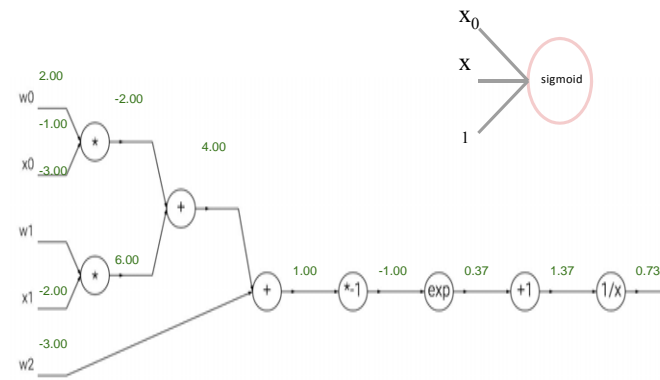 x0
x
1
sigmoid
2.00
w0
-2.00
-1.00
*
x0
-3.00
4.00
+
w1
6.00
*
x1
-2.00
+
1.00
*-1
-1.00
exp
0.37
+1
1.37
1/x
0.73
-3.00
w2